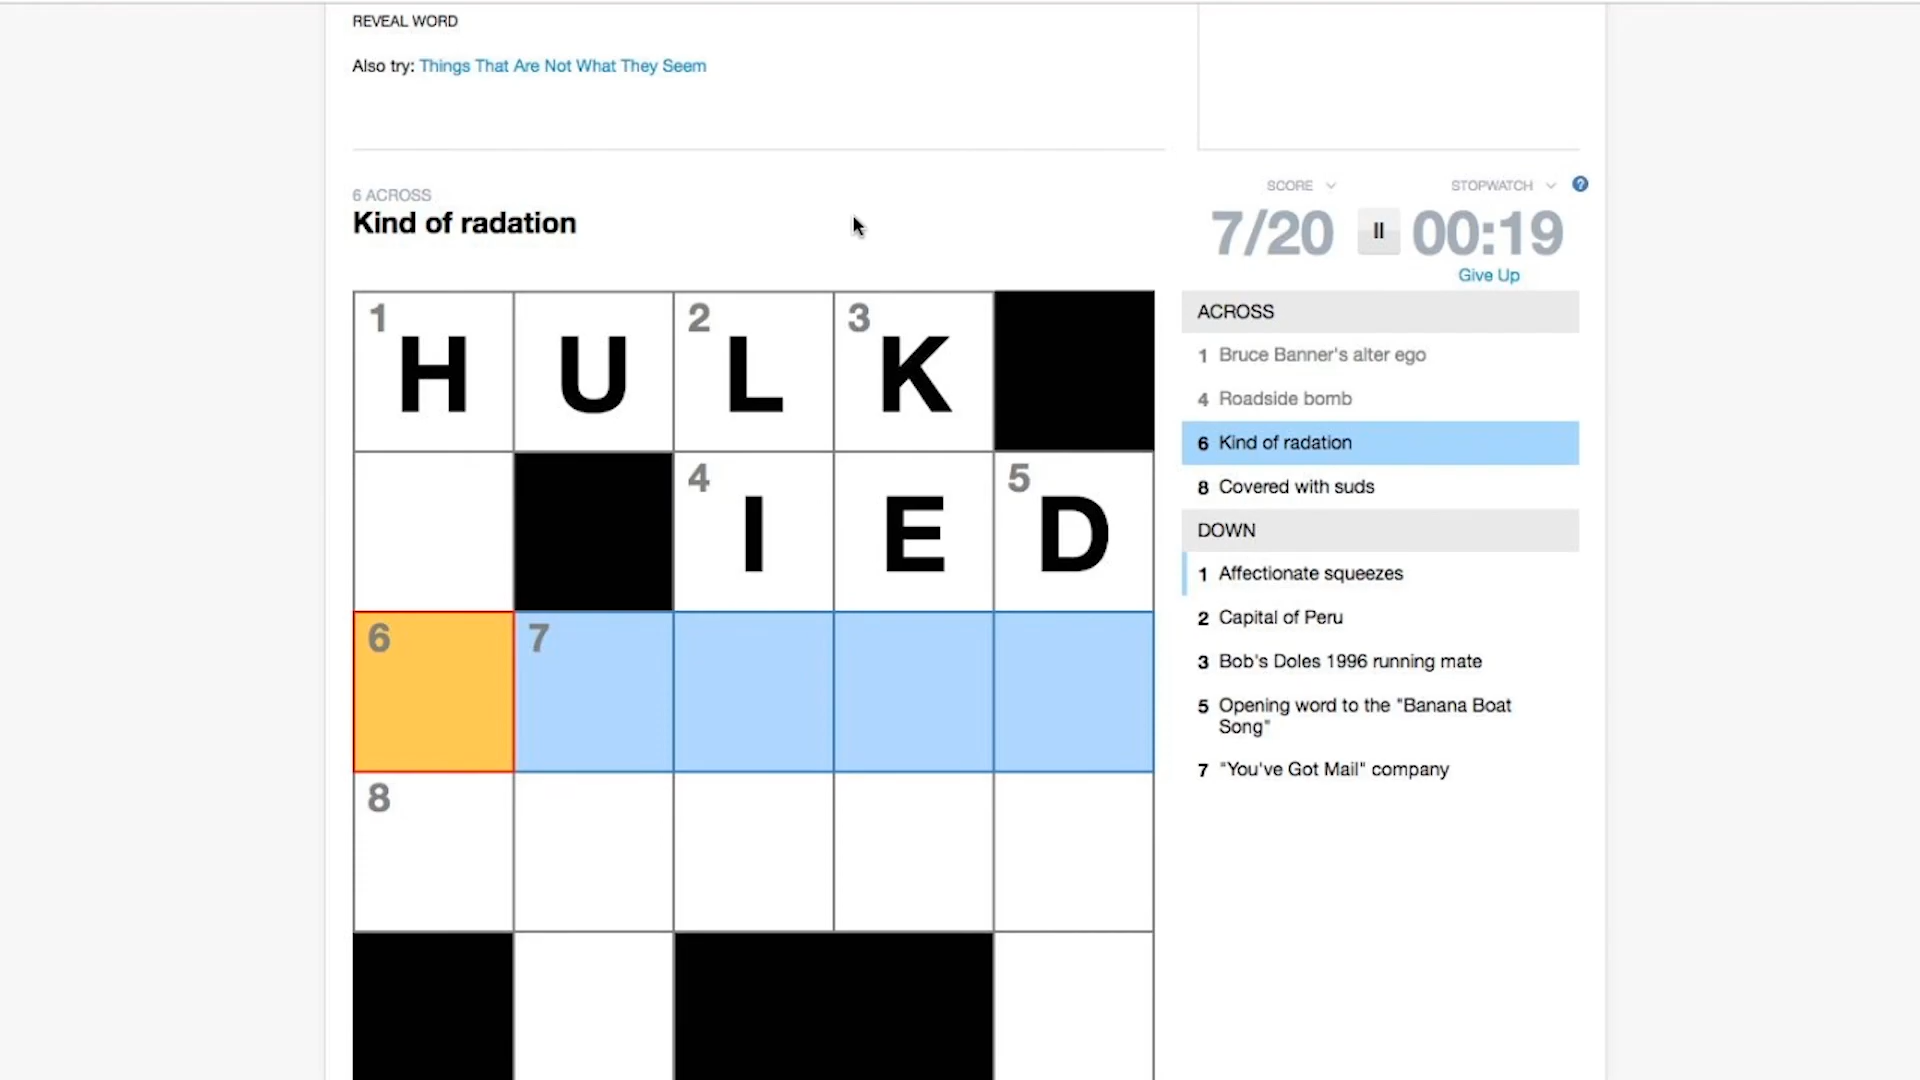 REVEAL WORD
Also try: Things That Are Not What They Seem
6 ACROSS
Kind of radation
SCORE
STOPWATCH
?
7/20
00:19
Give Up
1 H U 2 L 3 K
4 I E 5 D
6 7
8
ACROSS
1 Bruce Banner's alter ego
4 Roadside bomb
6 Kind of radation
8 Covered with suds
DOWN
1 Affectionate squeezes
2 Capital of Peru
3 Bob's Doles 1996 running mate
5 Opening word to the "Banana Boat
Song"
7 "You've Got Mail" company